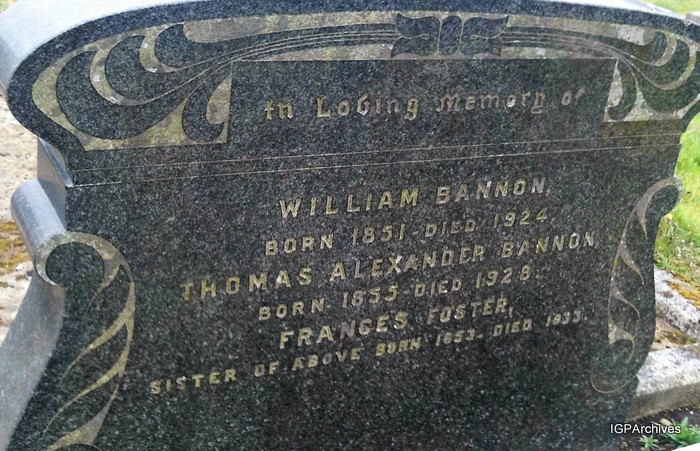 In Loving Memory of
WILLIAM BANNON,
BORN 1851. DIED 1924.
THOMAS ALEXANDER BANNON,
BORN 1855. DIED 1928.
FRANCES FOSTER,
SISTER OF ABOVE BORN 1853. DIED 1933.
IGPArchives